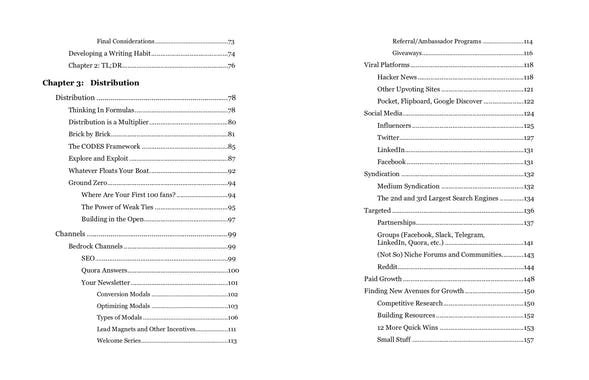 Final Considerations 73
Developing a Writing Habit 74
Chapter 2: TL;DR 76
Chapter 3: Distribution
Distribution 78
Thinking In Formulas 78
Distribution is a Multiplier 80
Brick by Brick 81
The CODES Framework 85
Explore and Exploit 87
Whatever Floats Your Boat 92
Ground Zero 94
Where Are Your First 100 fans? 94
The Power of Weak Ties 95
Building in the Open 97
Channels 99
Bedrock Channels 99
SEO 99
Quora Answers 100
Your Newsletter 101
Conversion Modals 102
Optimizing Modals 103
Types of Modals 106
Lead Magnets and Other Incentives 111
Welcome Series 113
Referral/Ambassador Programs 114
Giveaways 116
Viral Platforms 118
Hacker News 118
Other Upvoting Sites 121
Pocket, Flipboard, Google Discover 122
Social Media 124
Influencers 125
Twitter 127
LinkedIn 131
Facebook 131
Syndication 132
Medium Syndication 132
The 2nd and 3rd Largest Search Engines 134
Targeted 136
Partnerships 137
Groups (Facebook, Slack, Telegram,
LinkedIn, Quora, etc.) 141
(Not So) Niche Forums and Communities 143
Reddit 144
Paid Growth 148
Finding New Avenues for Growth 150
Competitive Research 150
Building Resources 152
12 More Quick Wins 153
Small Stuff 157